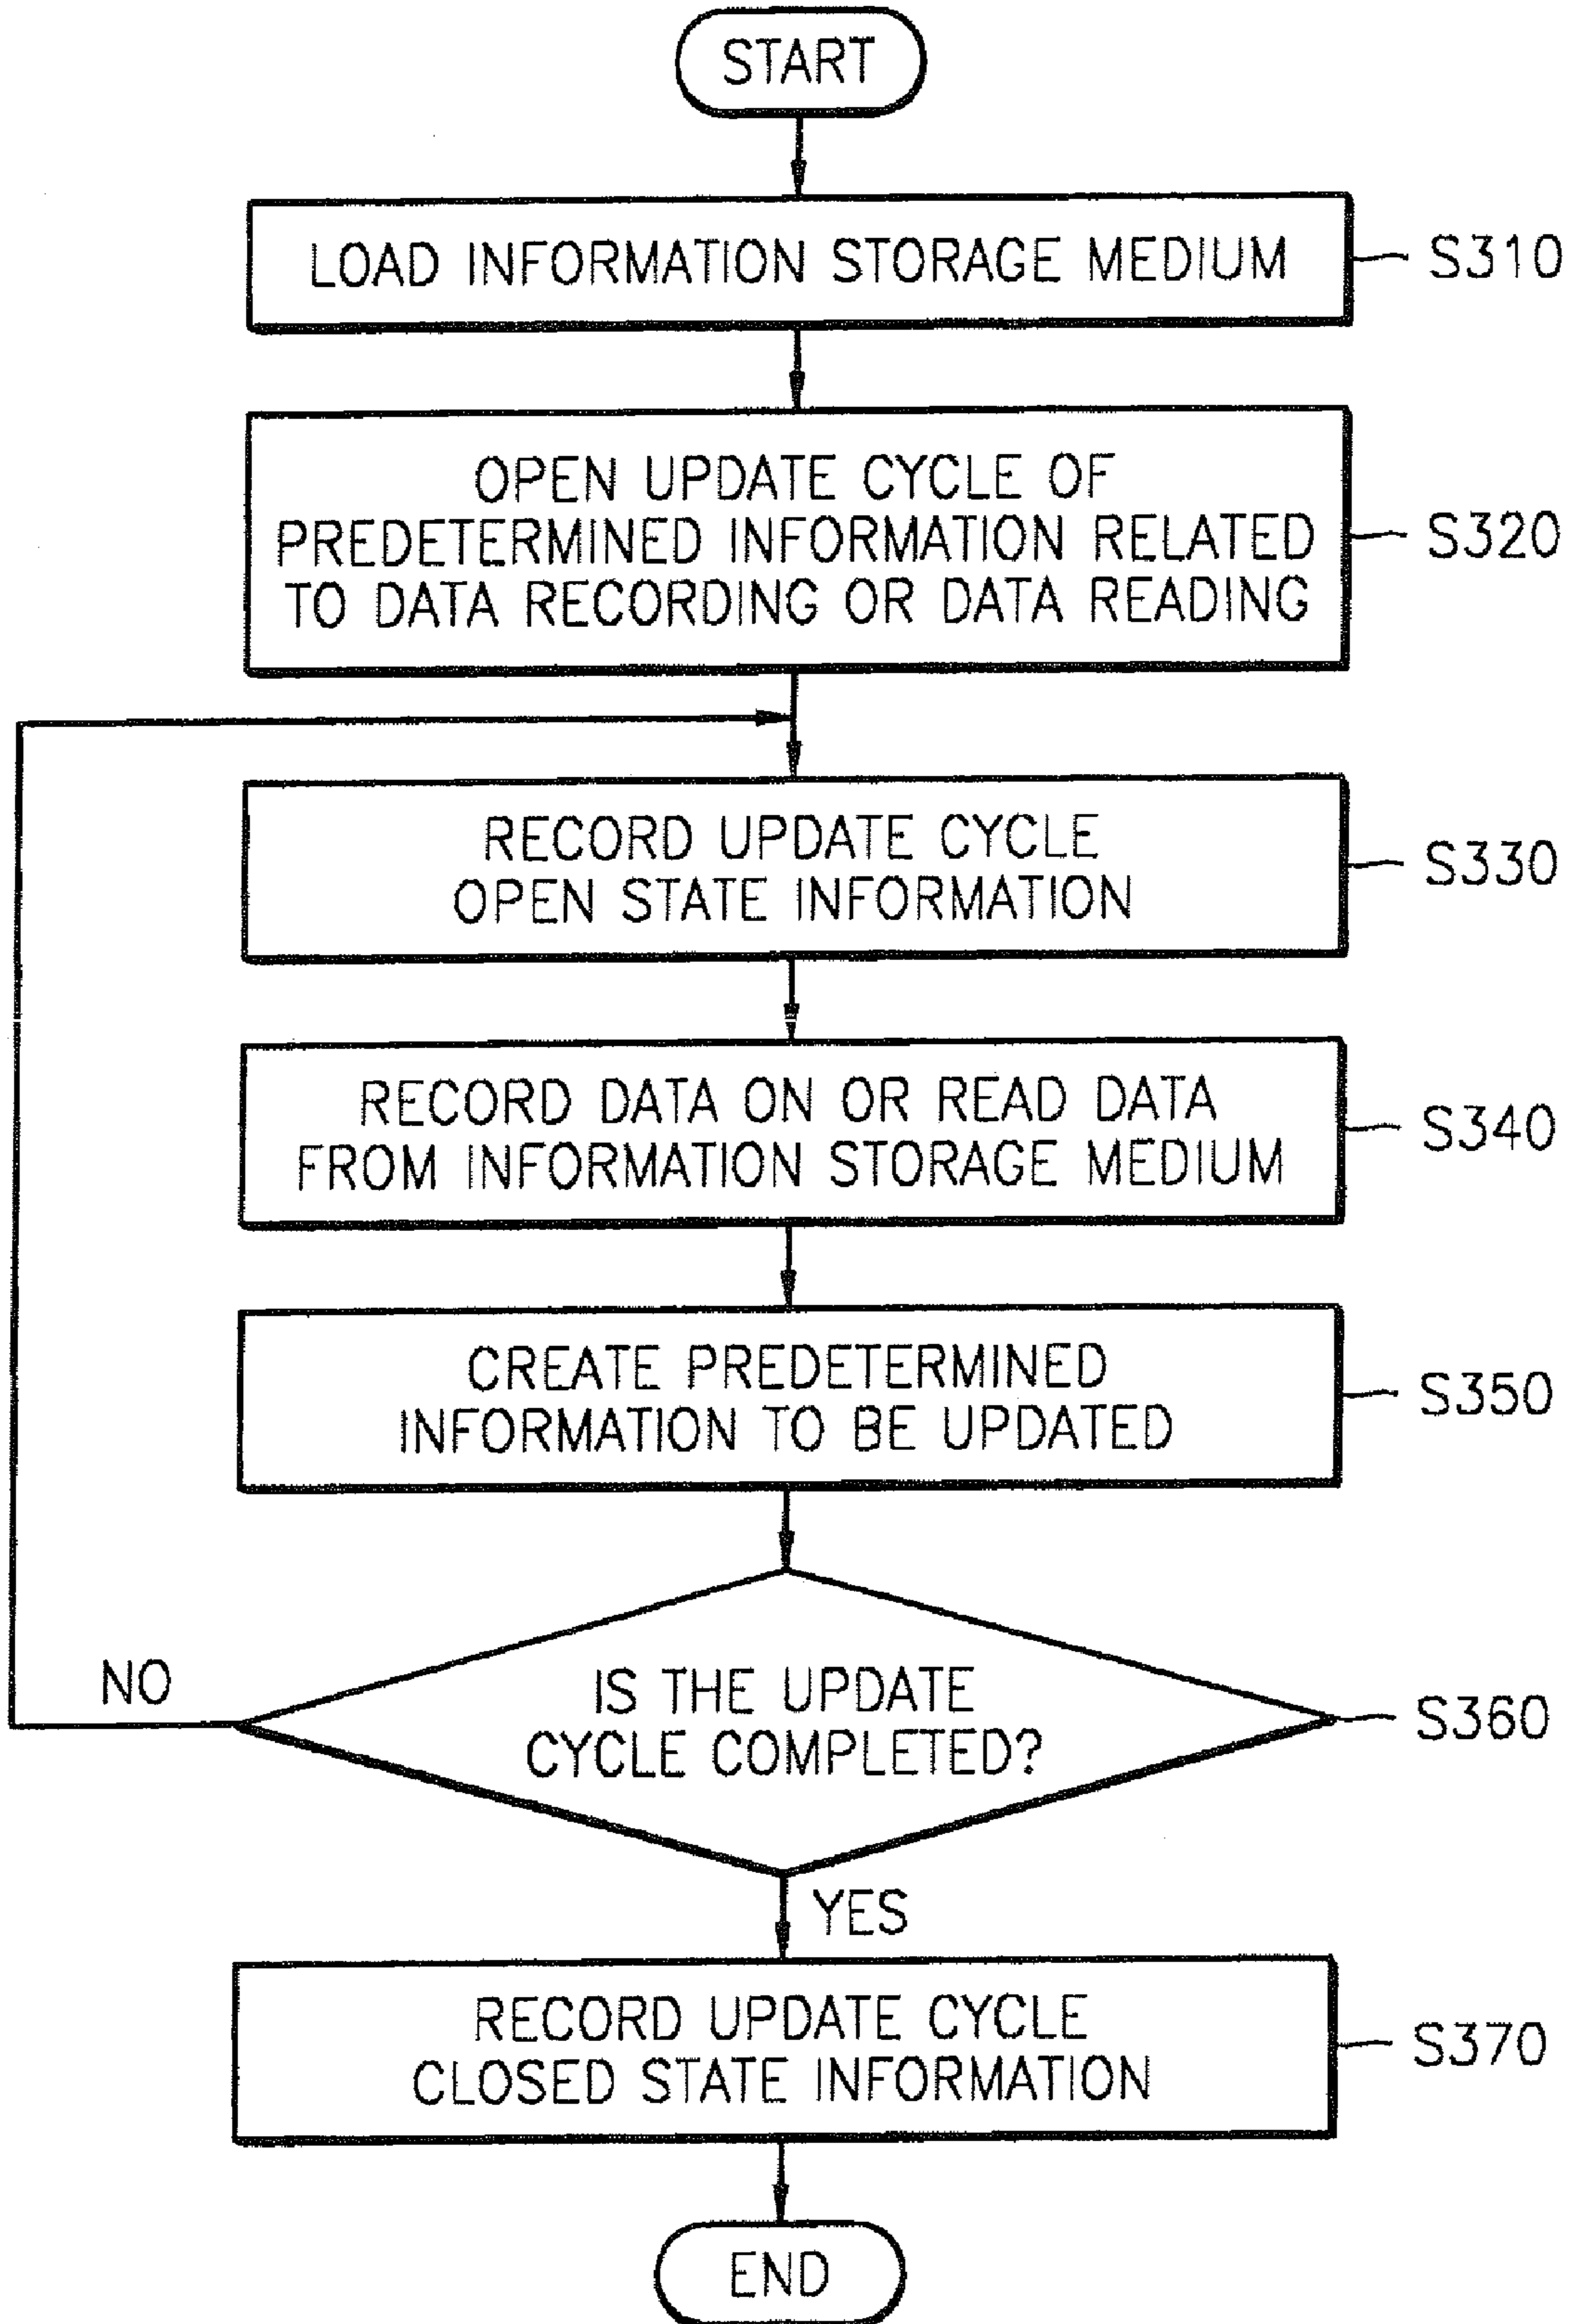 START
LOAD INFORMATION STORAGE MEDIUM
S310
OPEN UPDATE CYCLE OF
PREDETERMINED INFORMATION RELATED
TO DATA RECORDING OR DATA READING
S320
RECORD UPDATE CYCLE
OPEN STATE INFORMATION
S330
RECORD DATA ON OR READ DATA
FROM INFORMATION STORAGE MEDIUM
S340
CREATE PREDETERMINED
INFORMATION TO BE UPDATED
S350
IS THE UPDATE
CYCLE COMPLETED?
S360
NO
YES
RECORD UPDATE CYCLE
CLOSED STATE INFORMATION
S370
END